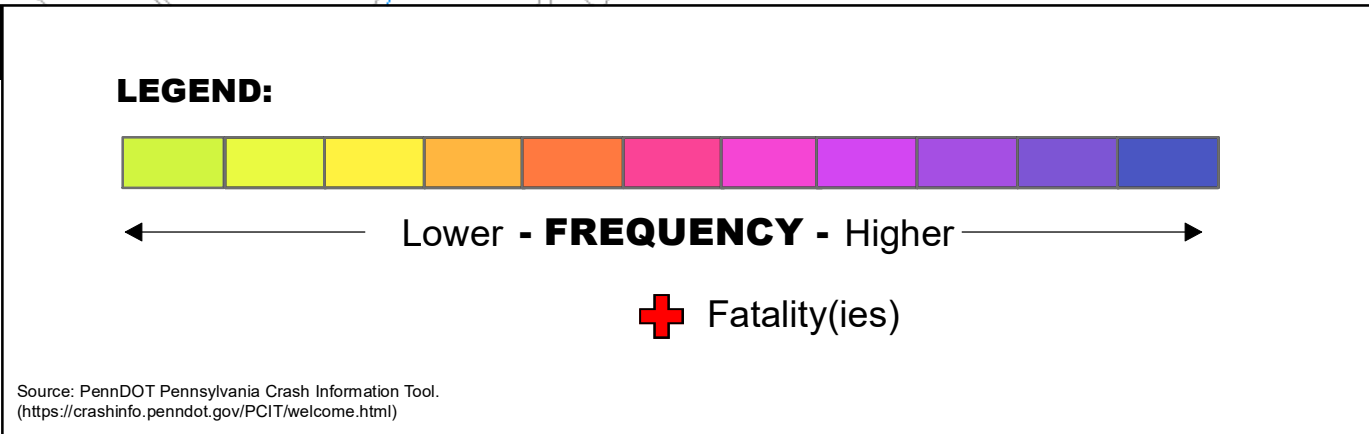 LEGEND:
Lower - FREQUENCY - Higher
Fatality(ies)
Source: PennDOT Pennsylvania Crash Information Tool.
(https://crashinfo.penndot.gov/PCIT/welcome.html)